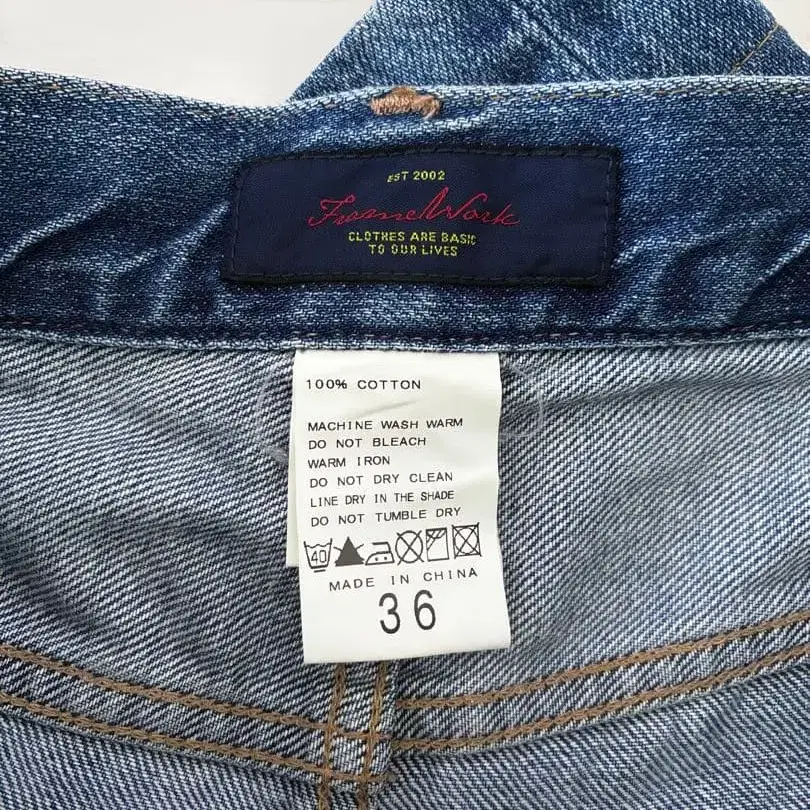 EST 2002
FrameWork
CLOTHES ARE BASIC
TO OUR LIVES
100% COTTON
MACHINE WASH WARM
DO NOT BLEACH
WARM IRON
DO NOT DRY CLEAN
LINE DRY IN THE SHADE
DO NOT TUMBLE DRY
40
MADE IN CHINA
36